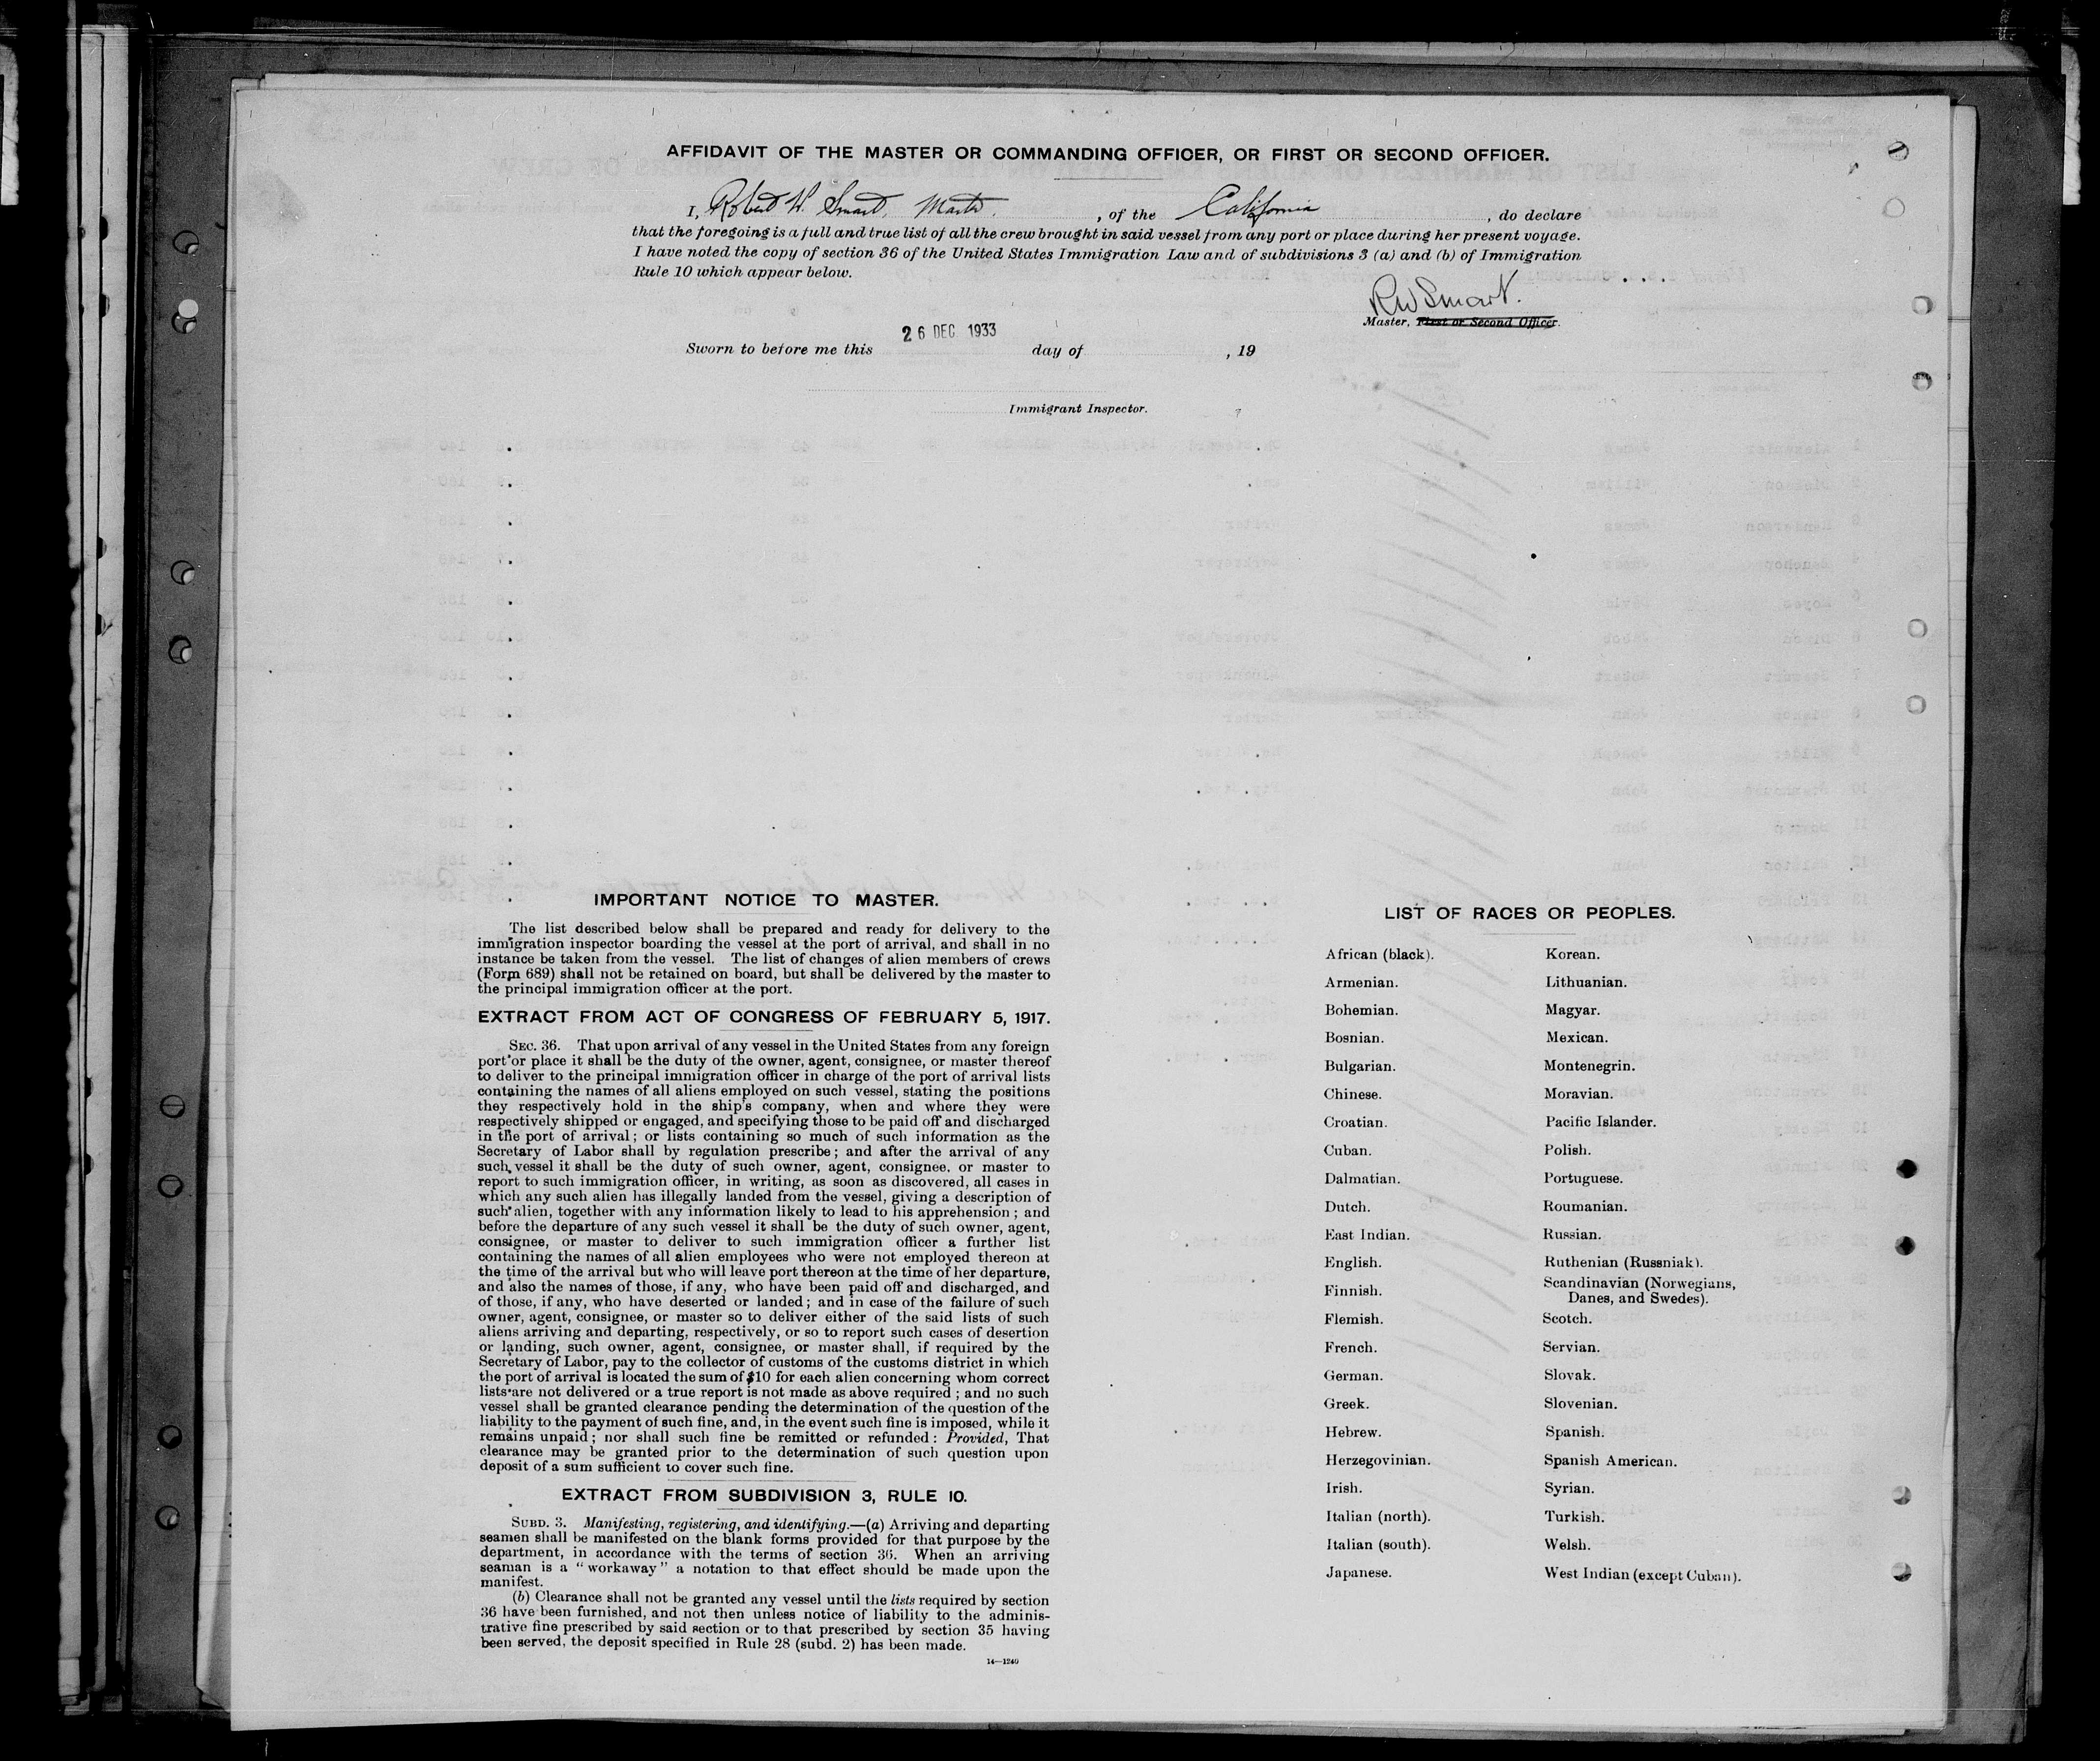 AFFIDAVIT OF THE MASTER OR COMMANDING OFFICER, OR FIRST OR SECOND OFFICER.
I, Robert W. Smart, Master, of the California, do declare
that the foregoing is a full and true list of all the crew brought in said vessel from any port or place during her present voyage.
I have noted the copy of section 36 of the United States Immigration Law and of subdivisions 3 (a) and (b) of Immigration
Rule 10 which appear below.
RW Smart.
Master, First or Second Officer.
26 DEC 1933
Sworn to before me this day of , 19
Immigrant Inspector.
IMPORTANT NOTICE TO MASTER.
The list described below shall be prepared and ready for delivery to the
immigration inspector boarding the vessel at the port of arrival, and shall in no
instance be taken from the vessel. The list of changes of alien members of crews
(Form 689) shall not be retained on board, but shall be delivered by the master to
the principal immigration officer at the port.
EXTRACT FROM ACT OF CONGRESS OF FEBRUARY 5, 1917.
SEC. 36. That upon arrival of any vessel in the United States from any foreign
port or place it shall be the duty of the owner, agent, consignee, or master thereof
to deliver to the principal immigration officer in charge of the port of arrival lists
containing the names of all aliens employed on such vessel, stating the positions
they respectively hold in the ship's company, when and where they were
respectively shipped or engaged, and specifying those to be paid off and discharged
in the port of arrival; or lists containing so much of such information as the
Secretary of Labor shall by regulation prescribe; and after the arrival of any
such vessel it shall be the duty of such owner, agent, consignee, or master to
report to such immigration officer, in writing, as soon as discovered, all cases in
which any such alien has illegally landed from the vessel, giving a description of
such alien, together with any information likely to lead to his apprehension; and
before the departure of any such vessel it shall be the duty of such owner, agent,
consignee, or master to deliver to such immigration officer a further list
containing the names of all alien employees who were not employed thereon at
the time of the arrival but who will leave port thereon at the time of her departure,
and also the names of those, if any, who have been paid off and discharged, and
of those, if any, who have deserted or landed; and in case of the failure of such
owner, agent, consignee, or master so to deliver either of the said lists of such
aliens arriving and departing, respectively, or so to report such cases of desertion
or landing, such owner, agent, consignee, or master shall, if required by the
Secretary of Labor, pay to the collector of customs of the customs district in which
the port of arrival is located the sum of $10 for each alien concerning whom correct
lists are not delivered or a true report is not made as above required; and no such
vessel shall be granted clearance pending the determination of the question of the
liability to the payment of such fine, and, in the event such fine is imposed, while it
remains unpaid; nor shall such fine be remitted or refunded: Provided, That
clearance may be granted prior to the determination of such question upon
deposit of a sum sufficient to cover such fine.
EXTRACT FROM SUBDIVISION 3, RULE 10.
SUBD. 3. Manifesting, registering, and identifying.—(a) Arriving and departing
seamen shall be manifested on the blank forms provided for that purpose by the
department, in accordance with the terms of section 36. When an arriving
seaman is a "workaway" a notation to that effect should be made upon the
manifest.
(b) Clearance shall not be granted any vessel until the lists required by section
36 have been furnished, and not then unless notice of liability to the adminis-
trative fine prescribed by said section or to that prescribed by section 35 having
been served, the deposit specified in Rule 28 (subd. 2) has been made.
14—1240
LIST OF RACES OR PEOPLES.
African (black).
Armenian.
Bohemian.
Bosnian.
Bulgarian.
Chinese.
Croatian.
Cuban.
Dalmatian.
Dutch.
East Indian.
English.
Finnish.
Flemish.
French.
German.
Greek.
Hebrew.
Herzegovinian.
Irish.
Italian (north).
Italian (south).
Japanese.
Korean.
Lithuanian.
Magyar.
Mexican.
Montenegrin.
Moravian.
Pacific Islander.
Polish.
Portuguese.
Roumanian.
Russian.
Ruthenian (Russniak).
Scandinavian (Norwegians,
Danes, and Swedes).
Scotch.
Servian.
Slovak.
Slovenian.
Spanish.
Spanish American.
Syrian.
Turkish.
Welsh.
West Indian (except Cuban).